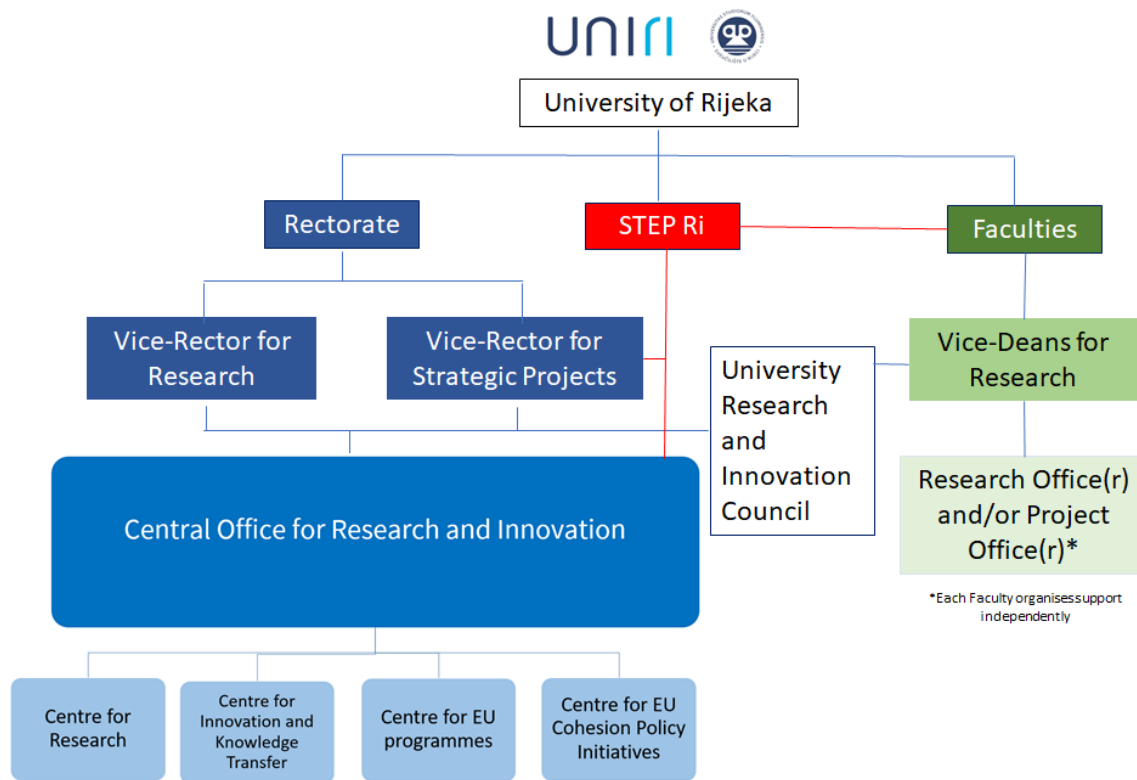 uniri
University of Rijeka
Rectorate
STEP Ri
Faculties
Vice-Rector for
Research
Vice-Rector for
Strategic Projects
University
Research
and
Innovation
Council
Vice-Deans for
Research
Central Office for Research and Innovation
Research Office(r)
and/or Project
Office(r)*
*Each Faculty organises support
independently
Centre for
Research
Centre for
Innovation and
Knowledge
Transfer
Centre for EU
programmes
Centre for EU
Cohesion Policy
Initiatives